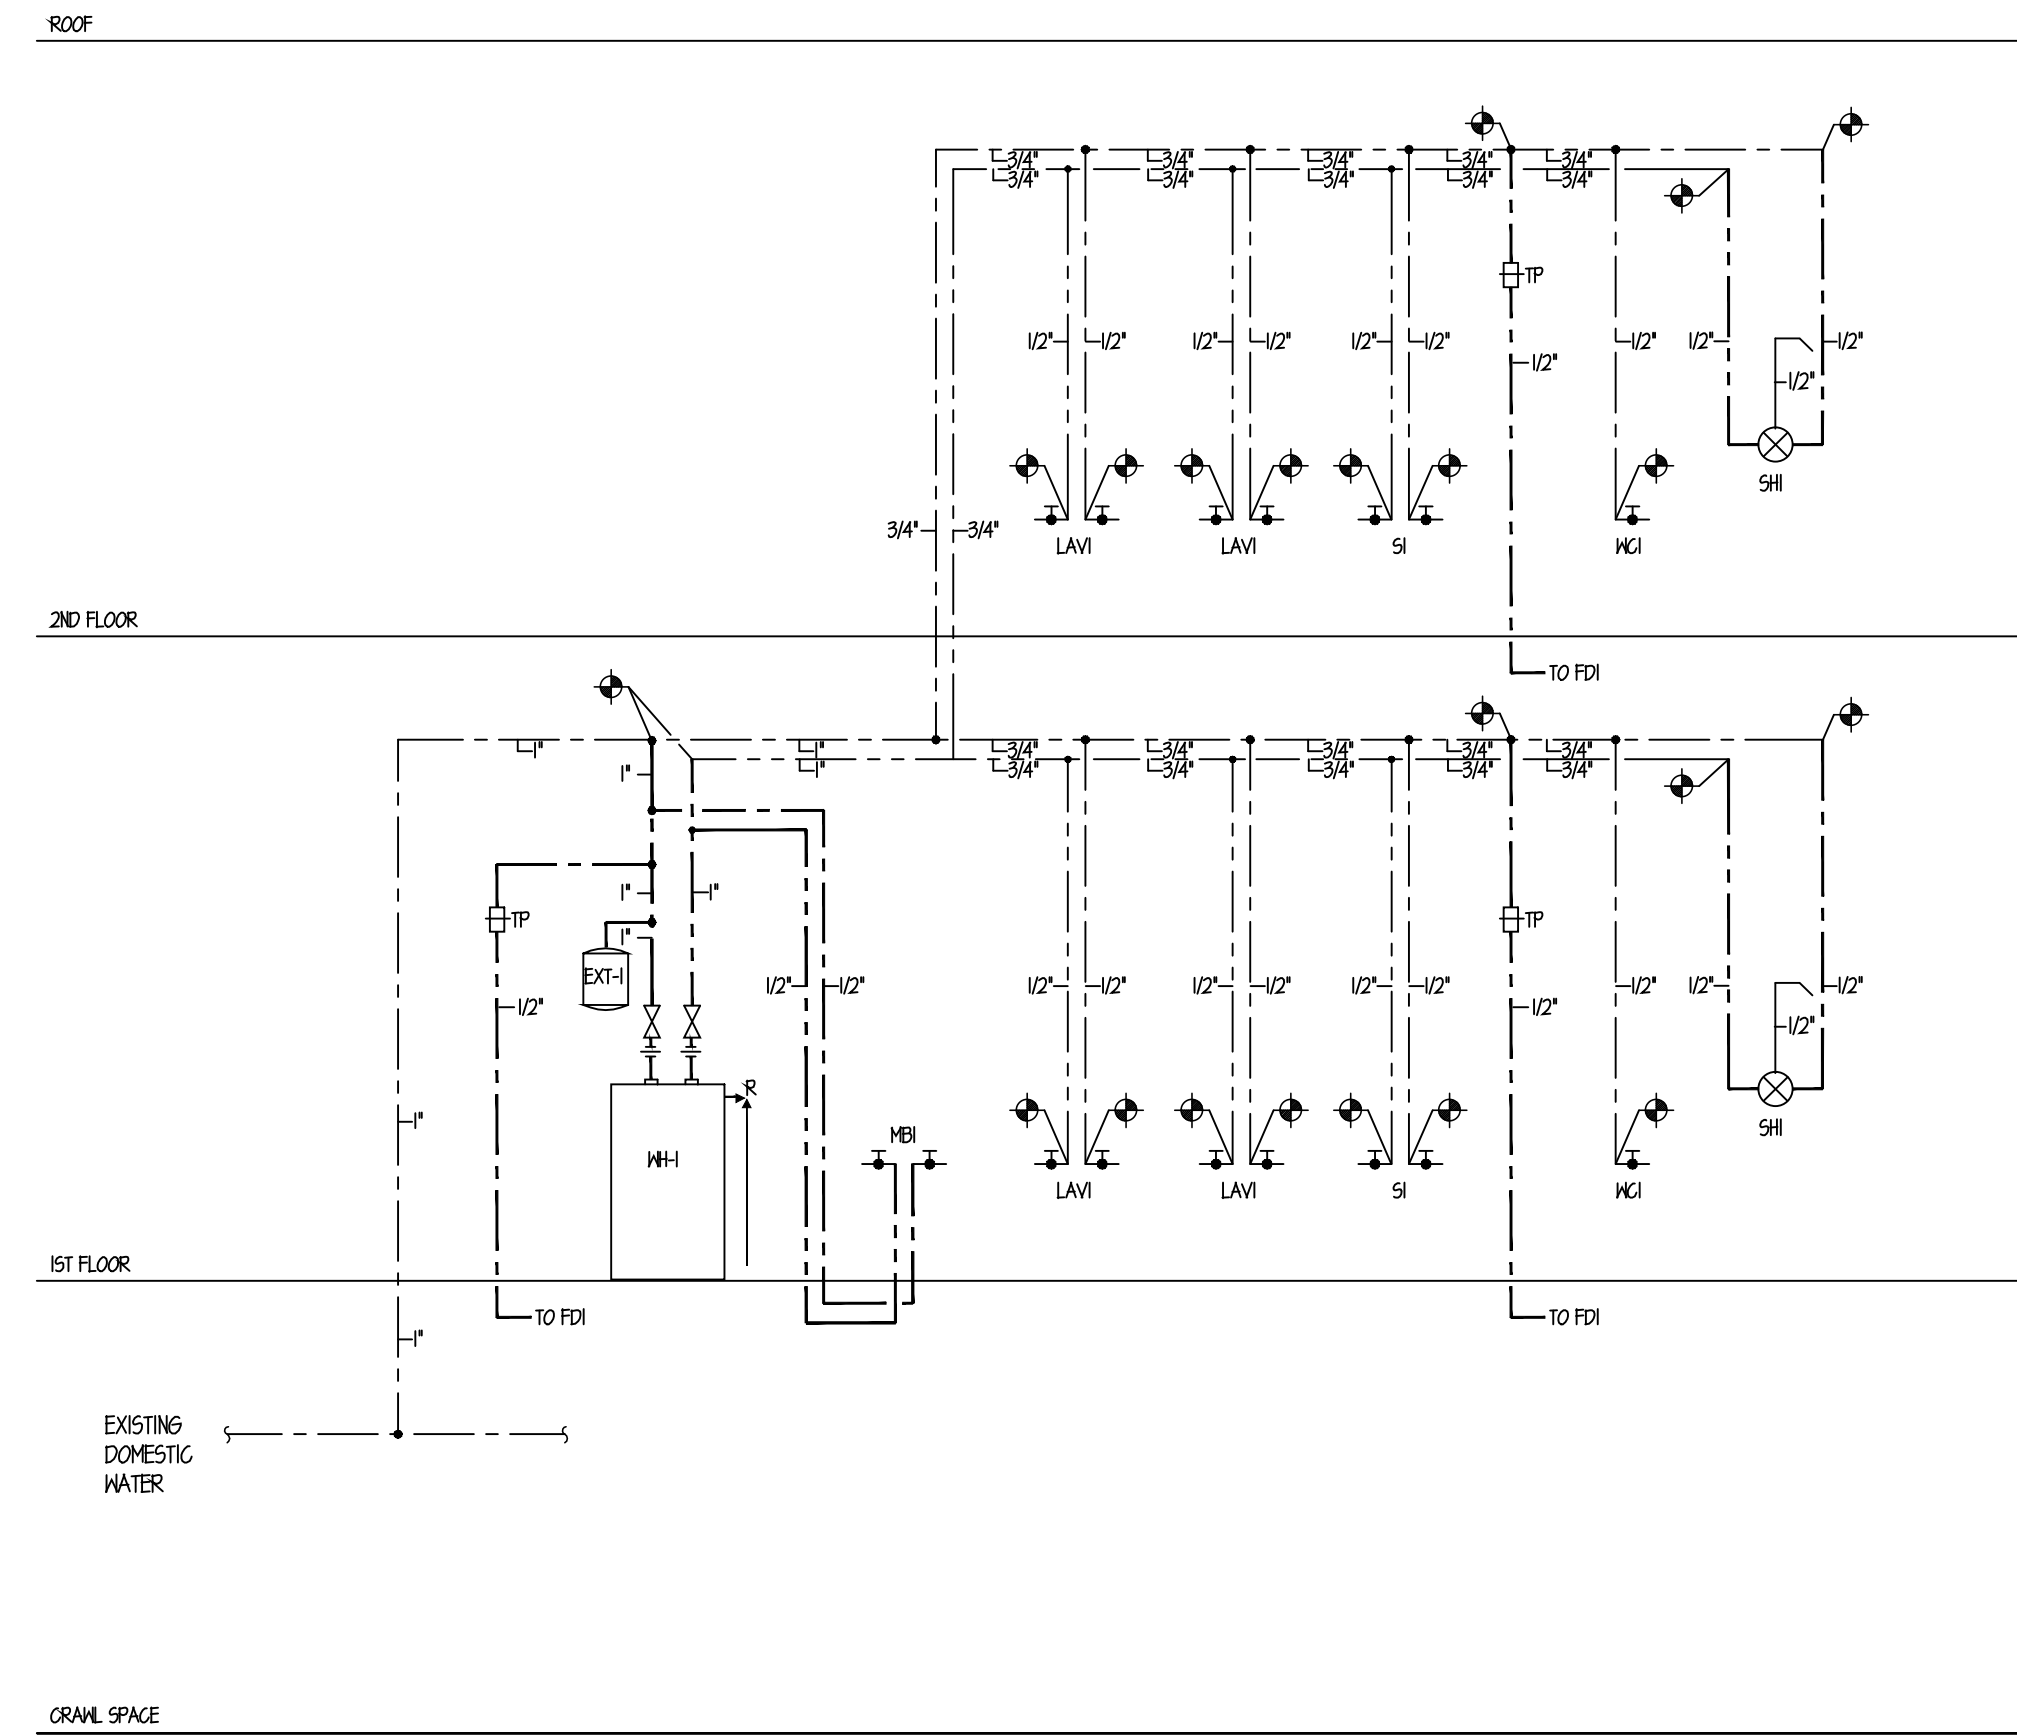 ROOF
3/4" 3/4" 3/4" 3/4" 3/4"
3/4" 3/4" 3/4" 3/4" 3/4"
TP
1/2" 1/2" 1/2" 1/2" 1/2" 1/2" 1/2" 1/2" 1/2"
1/2"
1/2"
SH1
3/4" 3/4"
LAV1 LAV1 S1 WC1
2ND FLOOR
TO FD1
1" 1" 3/4" 3/4" 3/4" 3/4" 3/4"
1" 1" 3/4" 3/4" 3/4" 3/4" 3/4"
1" 1"
TP TP
1"
EXT-1
1/2" 1/2" 1/2" 1/2" 1/2" 1/2" 1/2" 1/2" 1/2" 1/2" 1/2"
1/2" 1/2"
1/2"
R
1" MB1 SH1
WH-1
LAV1 LAV1 S1 WC1
1ST FLOOR
TO FD1 TO FD1
1"
EXISTING
DOMESTIC
WATER
CRAWL SPACE